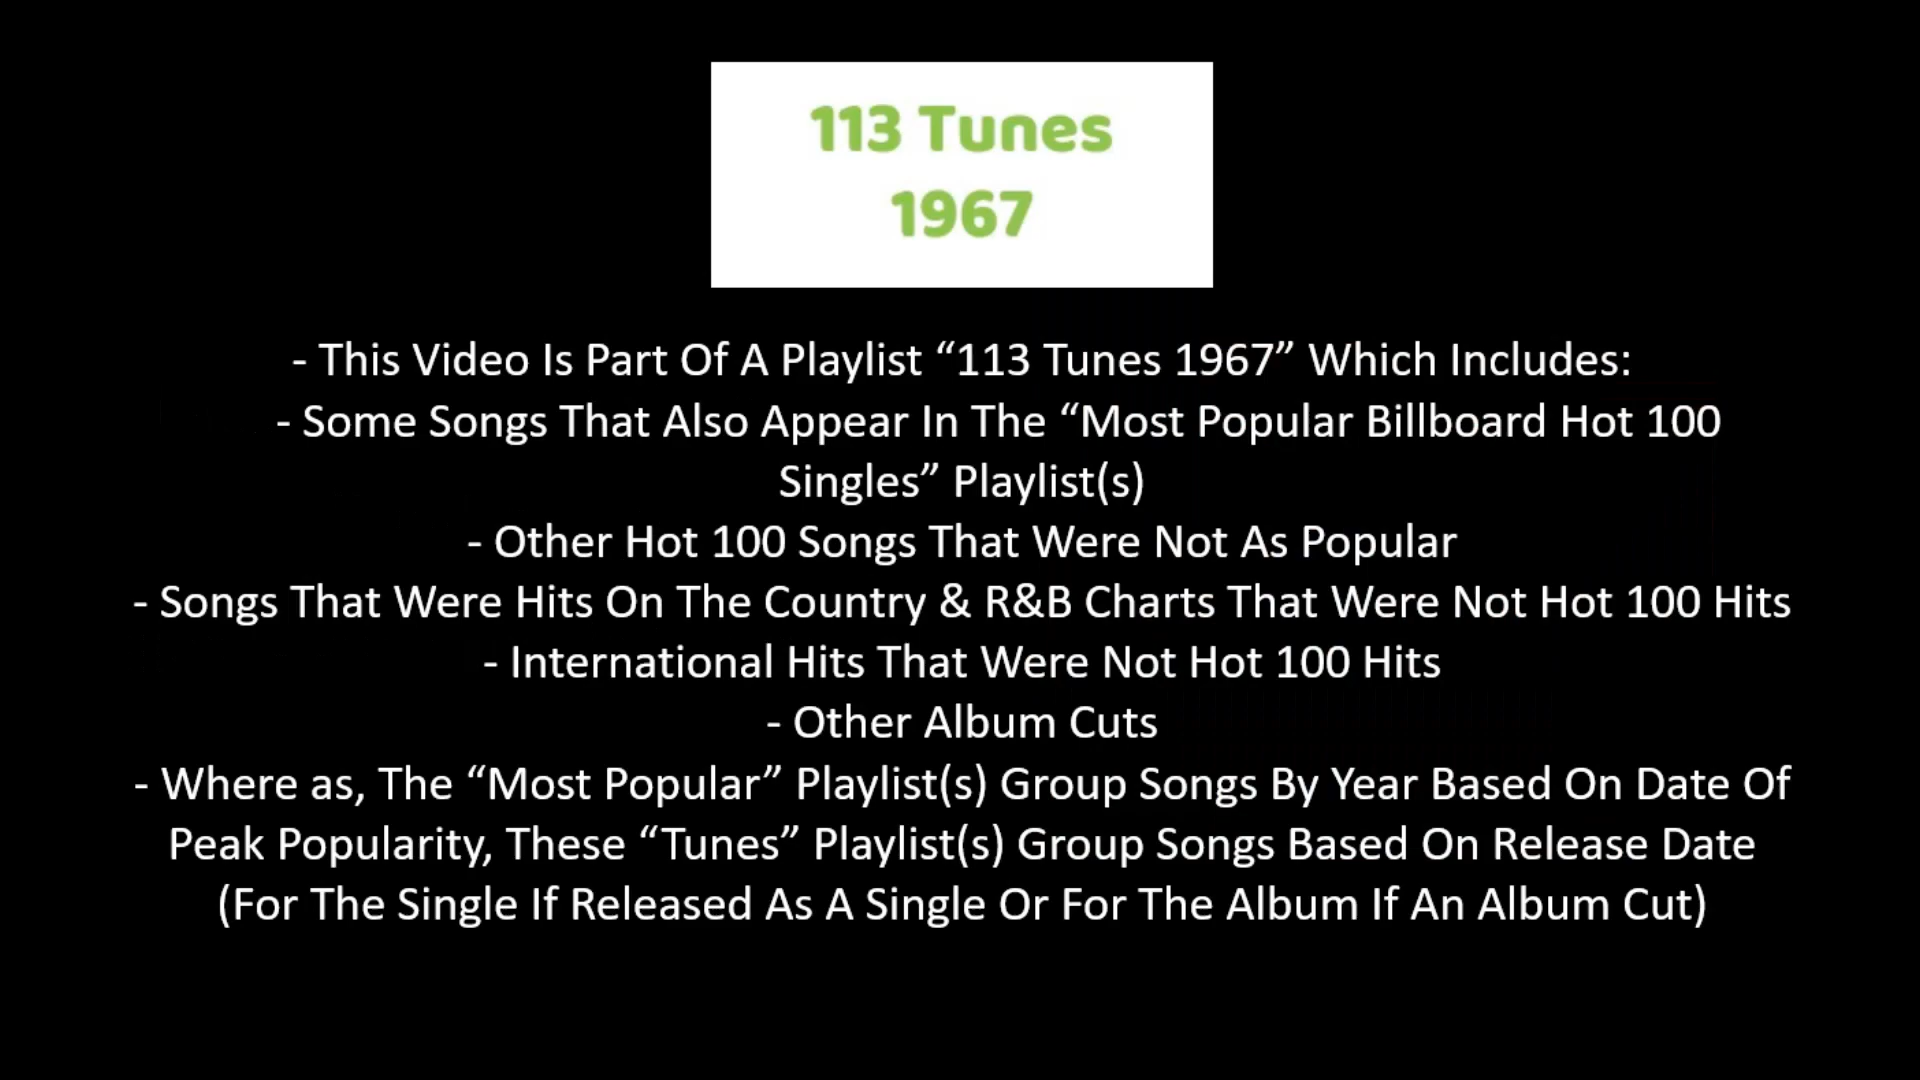 113 Tunes
1967
- This Video Is Part Of A Playlist “113 Tunes 1967” Which Includes:
- Some Songs That Also Appear In The “Most Popular Billboard Hot 100
Singles” Playlist(s)
- Other Hot 100 Songs That Were Not As Popular
- Songs That Were Hits On The Country & R&B Charts That Were Not Hot 100 Hits
- International Hits That Were Not Hot 100 Hits
- Other Album Cuts
- Where as, The “Most Popular” Playlist(s) Group Songs By Year Based On Date Of
Peak Popularity, These “Tunes” Playlist(s) Group Songs Based On Release Date
(For The Single If Released As A Single Or For The Album If An Album Cut)